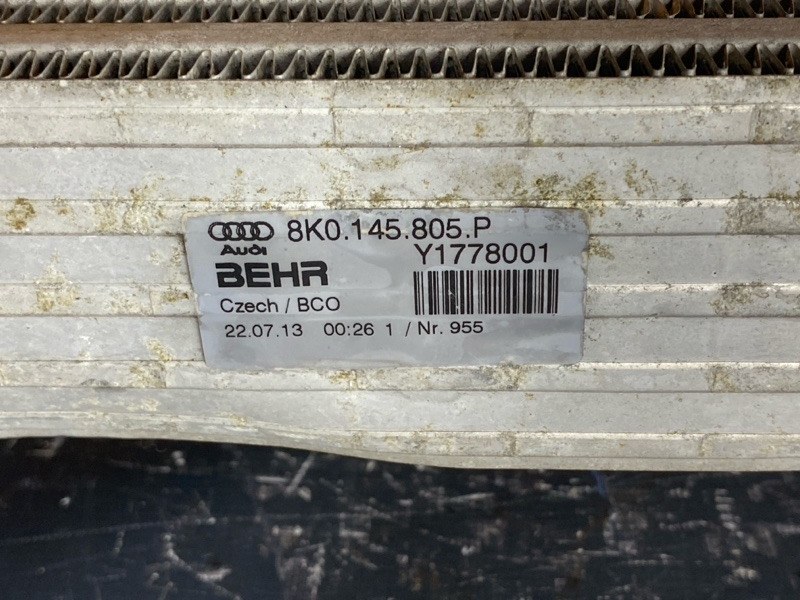 8K0.145.805.P
Audi
Y1778001
BEHR
Czech / BCO
22.07.13 00:26 1 / Nr. 955